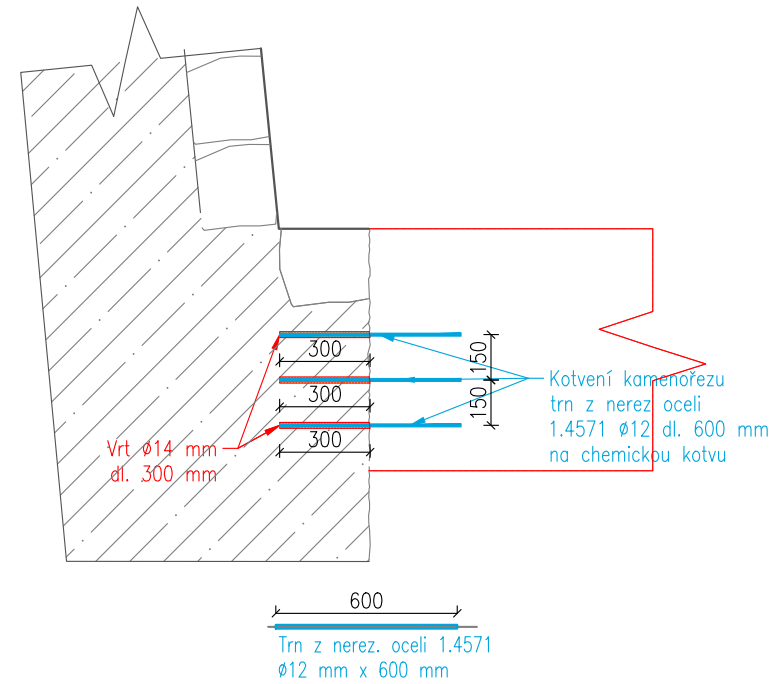 300
150
300
150
300
Kotvení kamenořezu
trn z nerez oceli
1.4571 ø12 dl. 600 mm
na chemickou kotvu
Vrt ø14 mm
dl. 300 mm
600
Trn z nerez. oceli 1.4571
ø12 mm x 600 mm